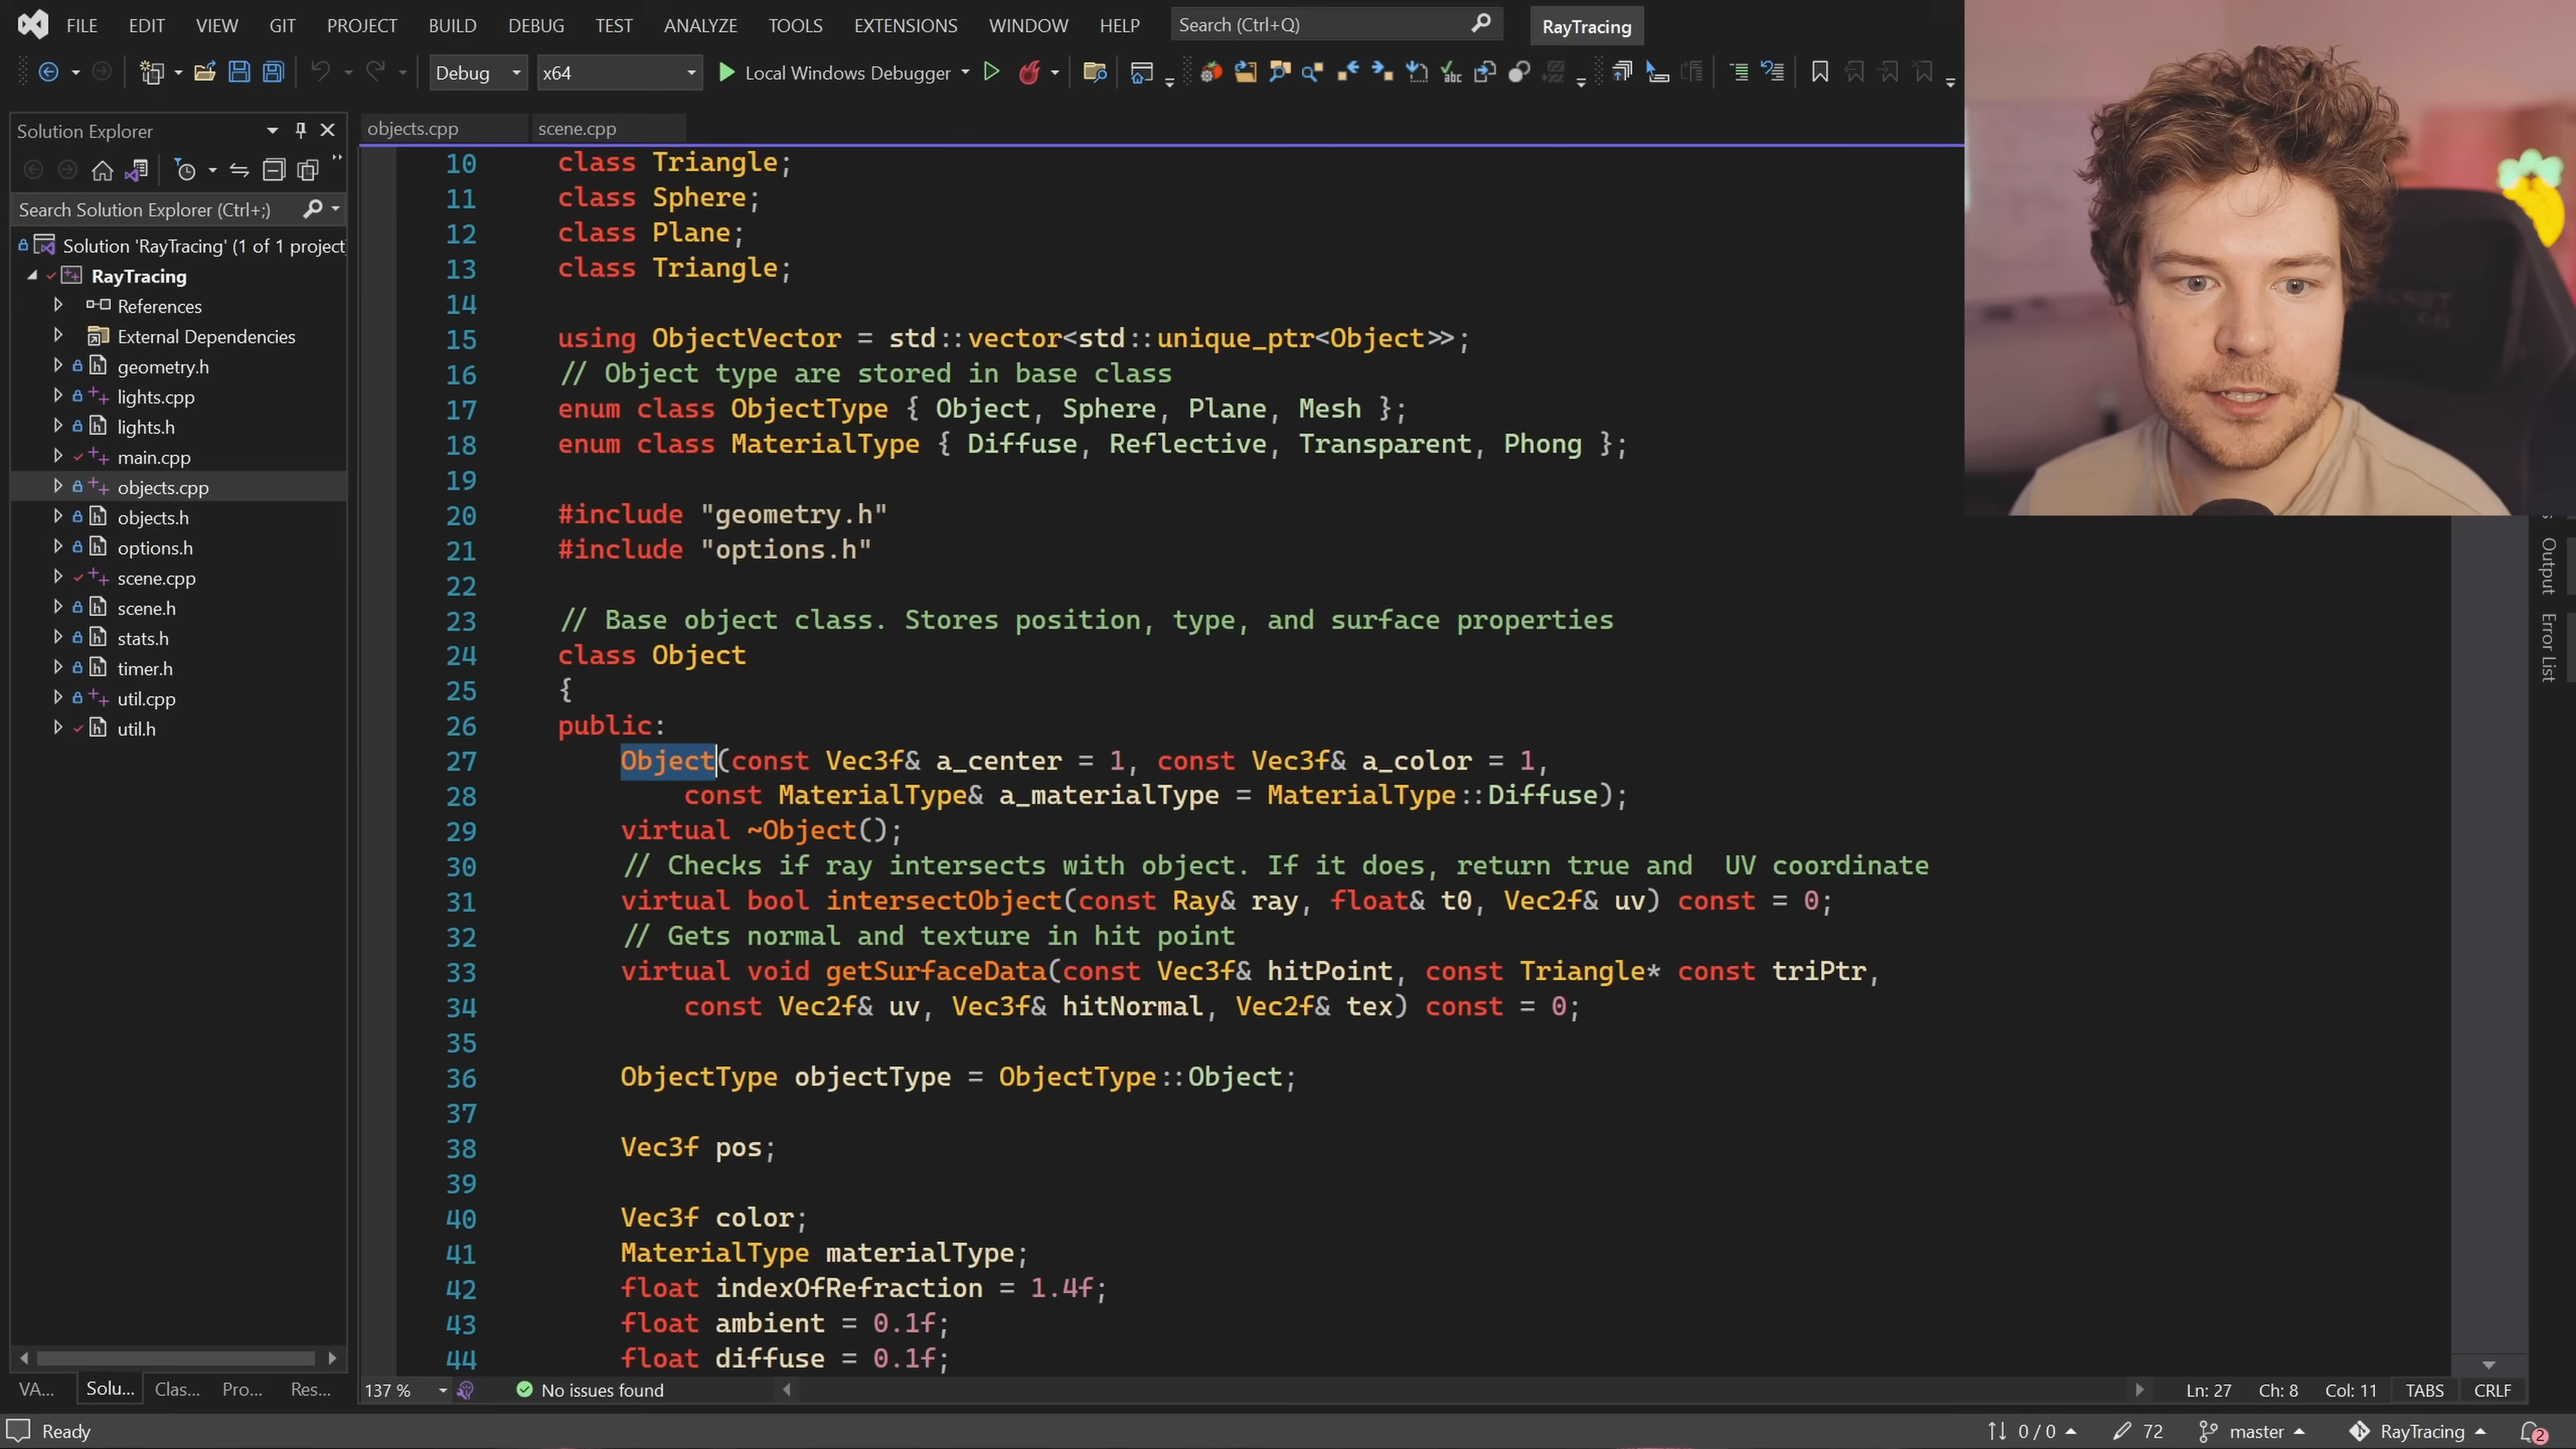 FILE EDIT VIEW GIT PROJECT BUILD DEBUG TEST ANALYZE TOOLS EXTENSIONS WINDOW HELP Search (Ctrl+Q) RayTracing
Debug x64 Local Windows Debugger
Solution Explorer
Search Solution Explorer (Ctrl+;)
Solution 'RayTracing' (1 of 1 project
RayTracing
References
External Dependencies
geometry.h
lights.cpp
lights.h
main.cpp
objects.cpp
objects.h
options.h
scene.cpp
scene.h
stats.h
timer.h
util.cpp
util.h
VA... Solu... Clas... Pro... Res...
objects.cpp scene.cpp
10 class Triangle;
11 class Sphere;
12 class Plane;
13 class Triangle;
14
15 using ObjectVector = std::vector<std::unique_ptr<Object>>;
16 // Object type are stored in base class
17 enum class ObjectType { Object, Sphere, Plane, Mesh };
18 enum class MaterialType { Diffuse, Reflective, Transparent, Phong };
19
20 #include "geometry.h"
21 #include "options.h"
22
23 // Base object class. Stores position, type, and surface properties
24 class Object
25 {
26 public:
27 Object(const Vec3f& a_center = 1, const Vec3f& a_color = 1,
28 const MaterialType& a_materialType = MaterialType::Diffuse);
29 virtual ~Object();
30 // Checks if ray intersects with object. If it does, return true and  UV coordinate
31 virtual bool intersectObject(const Ray& ray, float& t0, Vec2f& uv) const = 0;
32 // Gets normal and texture in hit point
33 virtual void getSurfaceData(const Vec3f& hitPoint, const Triangle* const triPtr,
34 const Vec2f& uv, Vec3f& hitNormal, Vec2f& tex) const = 0;
35
36 ObjectType objectType = ObjectType::Object;
37
38 Vec3f pos;
39
40 Vec3f color;
41 MaterialType materialType;
42 float indexOfRefraction = 1.4f;
43 float ambient = 0.1f;
44 float diffuse = 0.1f;
Output
Error List
137 % No issues found Ln: 27 Ch: 8 Col: 11 TABS CRLF
Ready 0 / 0 72 master RayTracing 2